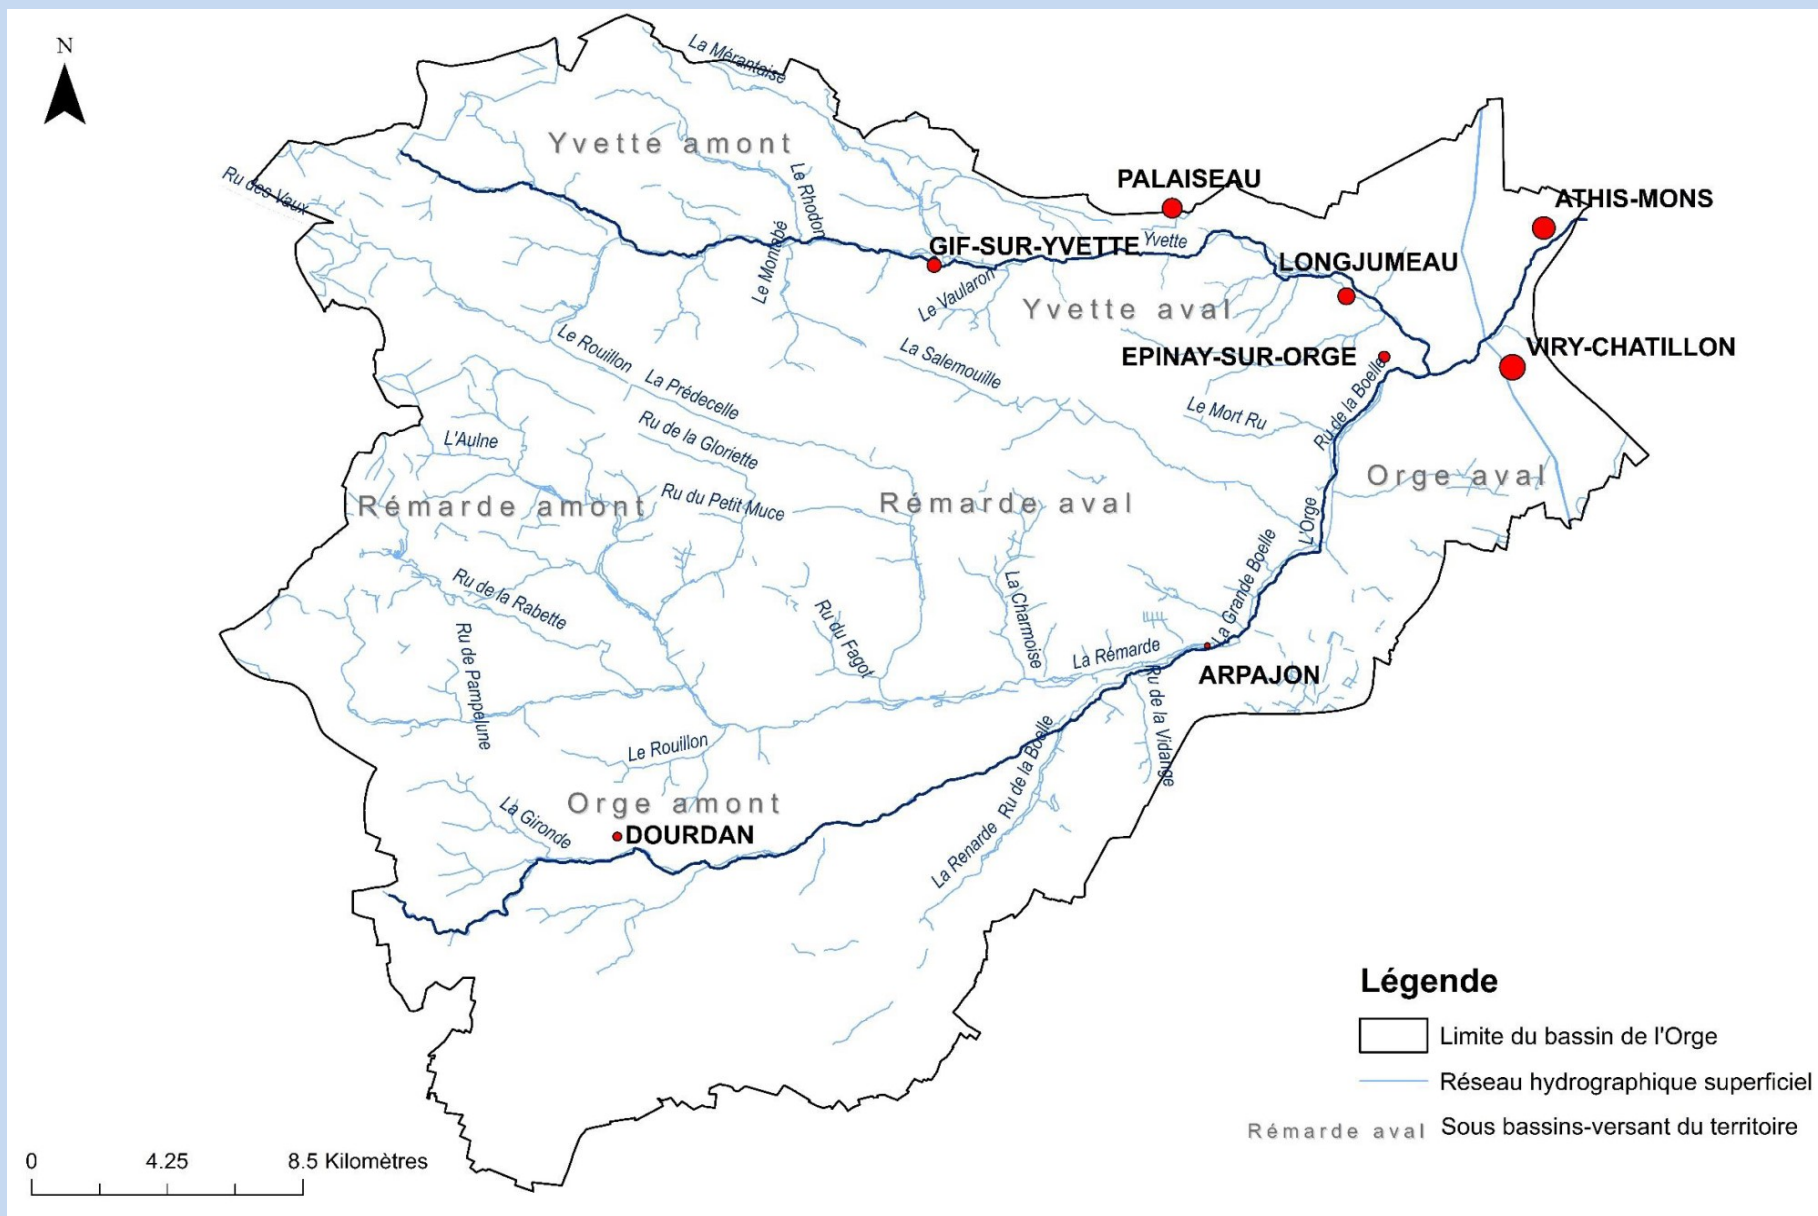 N
La Mérantaise
Yvette amont
Le Rhodon
Ru des Vaux
PALAISEAU
ATHIS-MONS
GIF-SUR-YVETTE
Yvette
Le Montabé
LONGJUMEAU
Le Vaularon
Yvette aval
Le Rouillon
La Salemouille
EPINAY-SUR-ORGE
VIRY-CHATILLON
La Prédecelle
Ru de la Boelle
Le Mort Ru
L'Aulne
Ru de la Gloriette
Orge aval
Rémarde amont
Ru du Petit Muce
Rémarde aval
L'Orge
La Grande Boelle
Ru de la Rabette
La Charmoise
Ru du Fagot
Ru de Pampelune
La Rémarde
ARPAJON
Ru de la Vidange
Le Rouillon
Ru de la Boelle
Orge amont
La Gironde
DOURDAN
La Renarde
Légende
Limite du bassin de l'Orge
Réseau hydrographique superficiel
Rémarde aval Sous bassins-versant du territoire
0 4.25 8.5 Kilomètres